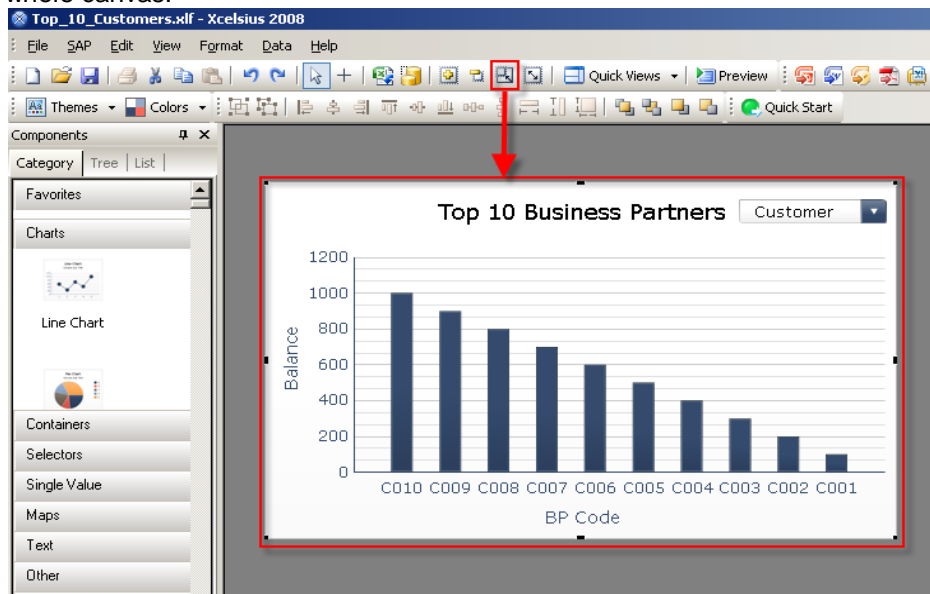 whole canvas.
Top_10_Customers.xlf - Xcelsius 2008
File SAP Edit View Format Data Help
Quick Views Preview
Themes Colors Quick Start
Components
Category Tree List
Favorites
Charts
Line Chart
Containers
Selectors
Single Value
Maps
Text
Other
Top 10 Business Partners Customer
1200
1000
800
600
400
200
0
Balance
C010 C009 C008 C007 C006 C005 C004 C003 C002 C001
BP Code